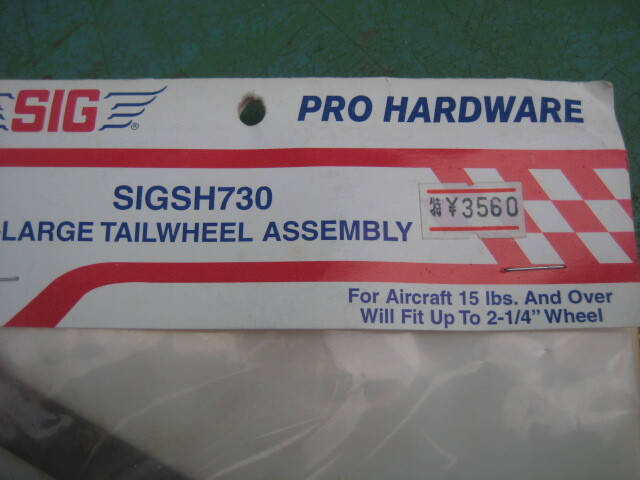 SIG®
PRO HARDWARE
SIGSH730
-LARGE TAILWHEEL ASSEMBLY
特¥3560
For Aircraft 15 lbs. And Over
Will Fit Up To 2-1/4" Wheel